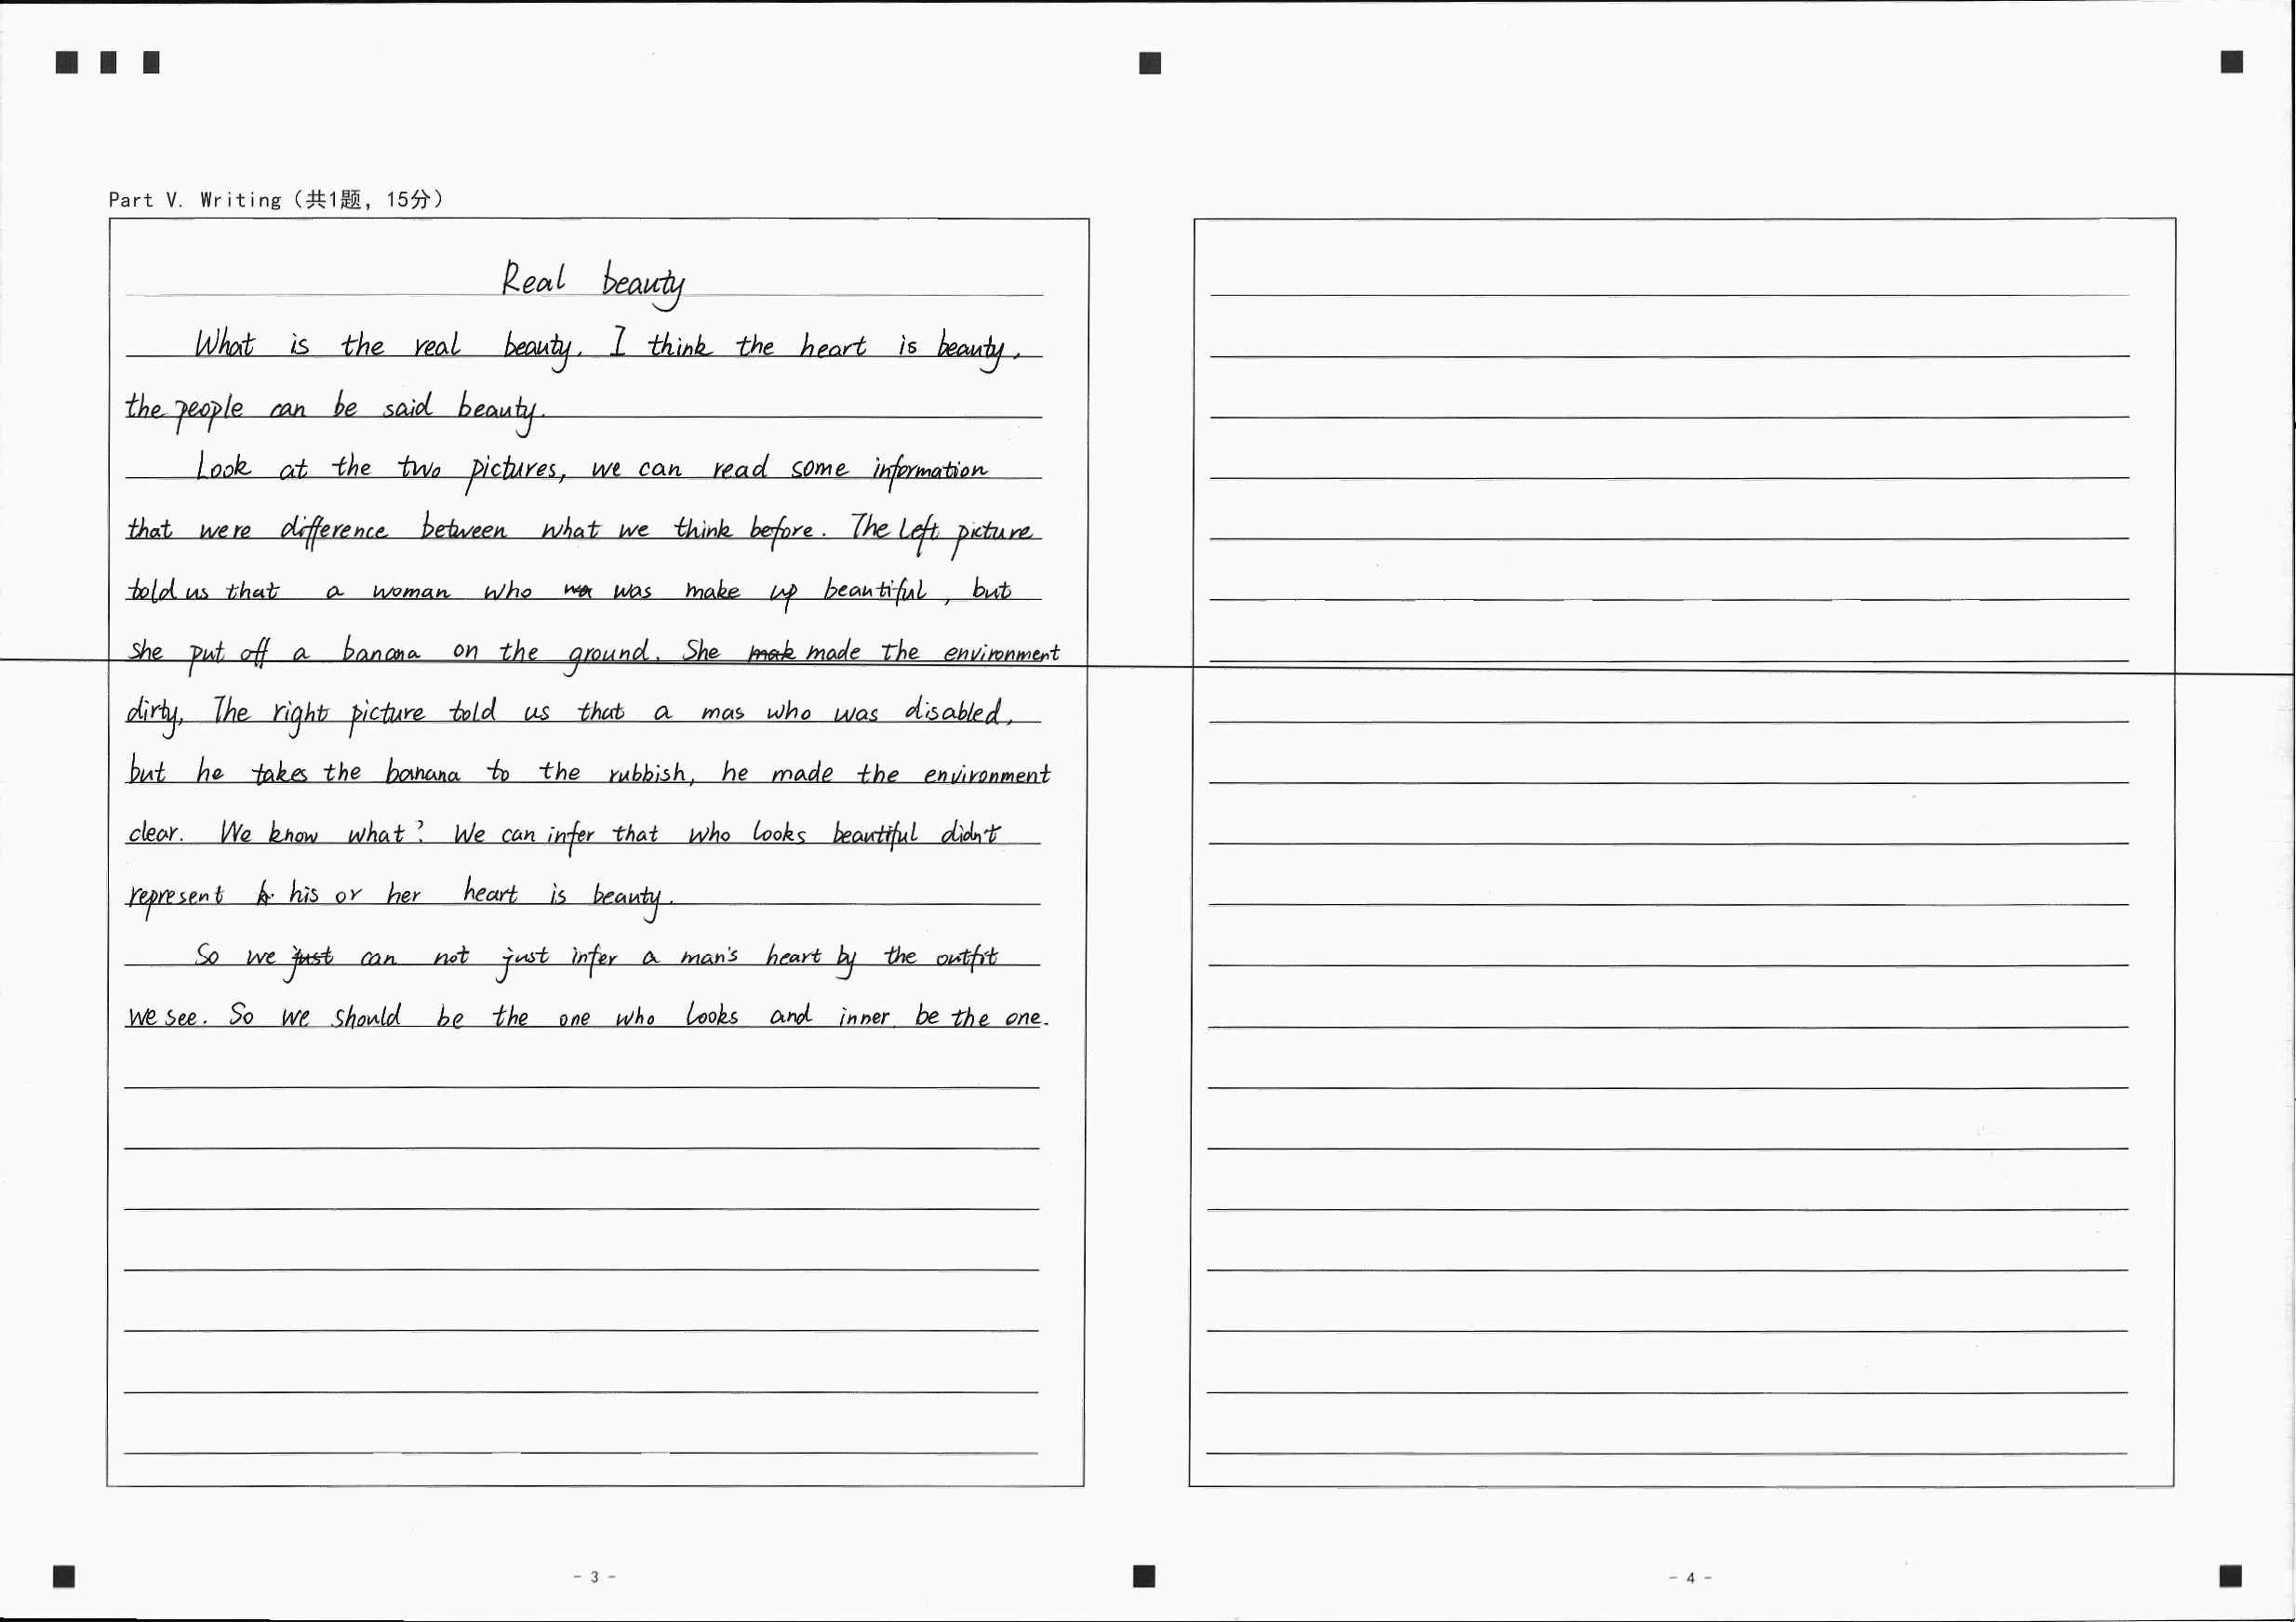 Part V. Writing（共1题，15分）
Real beauty
What is the real beauty. I think the heart is beauty,
the people can be said beauty.
Look at the two pictures, we can read some information
that were difference between what we think before. The left picture
told us that a woman who was make up beautiful, but
she put off a banana on the ground. She made the environment
dirty, The right picture told us that a mas who was disabled,
but he takes the banana to the rubbish, he made the environment
clear. We know what? We can infer that who looks beautiful didn't
represent his or her heart is beauty.
So we can not just infer a man's heart by the outfit
we see. So we should be the one who looks and inner be the one.
- 3 -
- 4 -